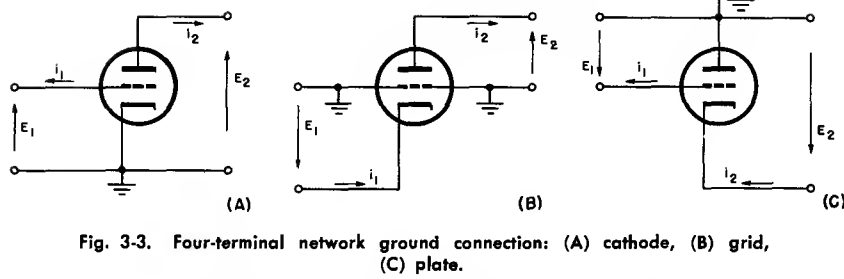 i₂
i₁
E₁
E₂
(A)
i₂
E₂
E₁
i₁
(B)
E₁
i₁
E₂
i₂
(C)
Fig. 3-3. Four-terminal network ground connection: (A) cathode, (B) grid,
(C) plate.